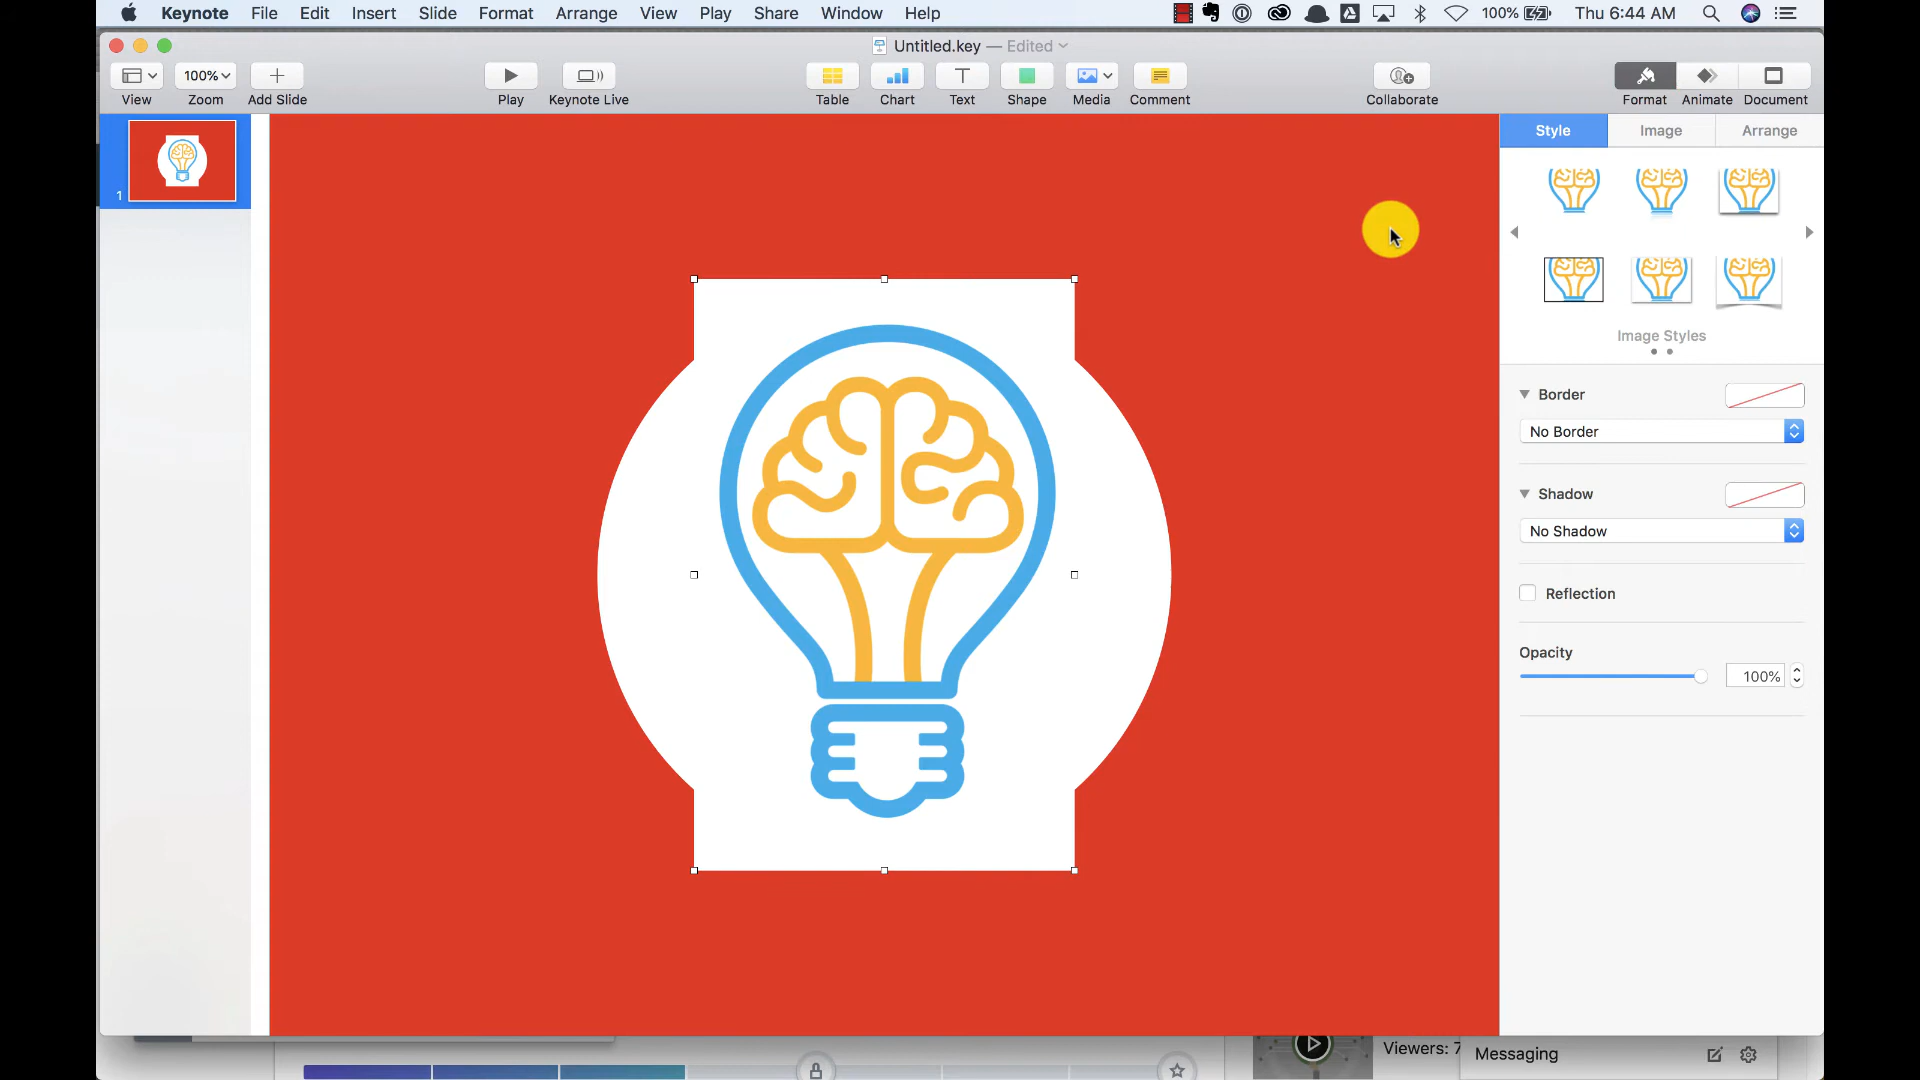 Keynote File Edit Insert Slide Format Arrange View Play Share Window Help 100% Thu 6:44 AM
Untitled.key — Edited
100%
View Zoom Add Slide Play Keynote Live Table Chart Text Shape Media Comment Collaborate Format Animate Document
Style Image Arrange
1
Image Styles
Border
No Border
Shadow
No Shadow
Reflection
Opacity
100%
Viewers: 7
Messaging